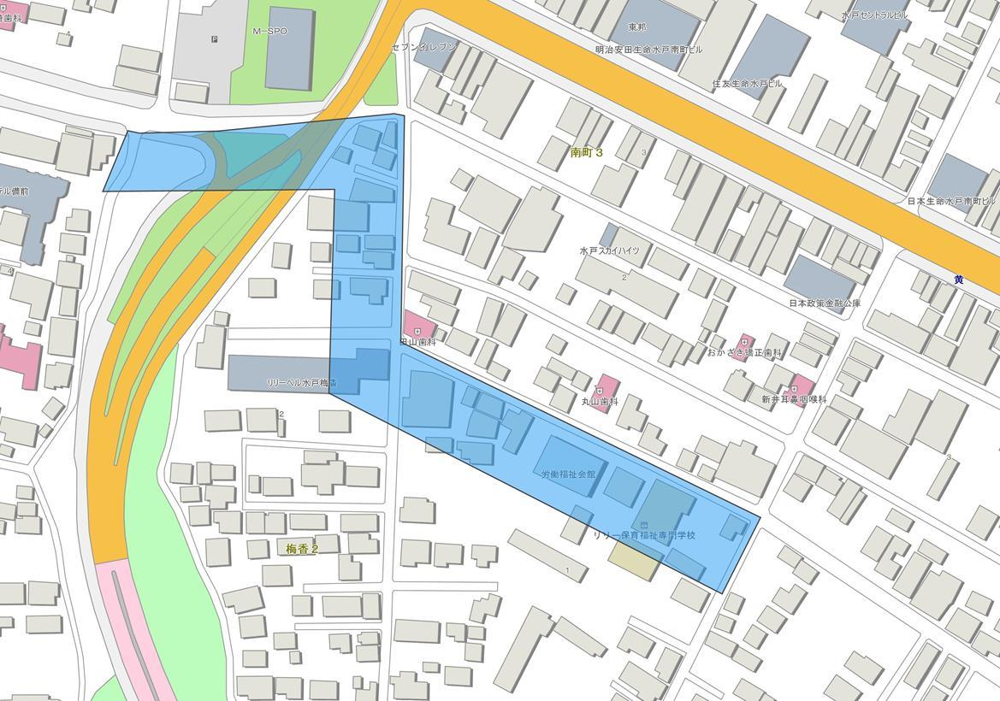 歯科
4
P
M-SPO
セブンイレブン
東邦
明治安田生命水戸南町ビル
水戸セントラルビル
住友生命水戸ビル
南町3
3
日本生命水戸南町ビル
テル備前
4
水戸スカイハイツ
2
黄
日本政策金融公庫
田山歯科
おかざき矯正歯科
リリーベル水戸梅香
丸山歯科
新井耳鼻咽喉科
2
3
労働福祉会館
リリー保育福祉専門学校
梅香2
1